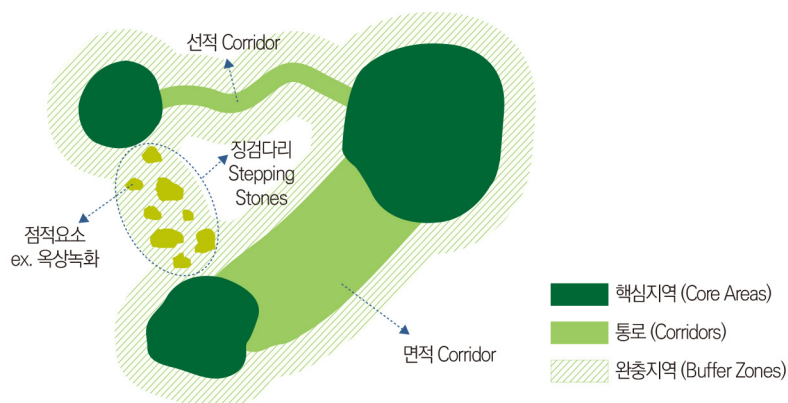 선적 Corridor
징검다리
Stepping
Stones
점적요소
ex. 옥상녹화
면적 Corridor
핵심지역 (Core Areas)
통로 (Corridors)
완충지역 (Buffer Zones)